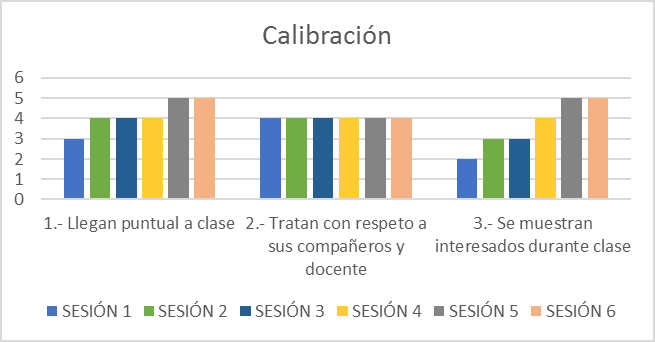 Calibración
6
5
4
3
2
1
0
1.- Llegan puntual a clase
2.- Tratan con respeto a
sus compañeros y
docente
3.- Se muestran
interesados durante clase
SESIÓN 1 SESIÓN 2 SESIÓN 3 SESIÓN 4 SESIÓN 5 SESIÓN 6